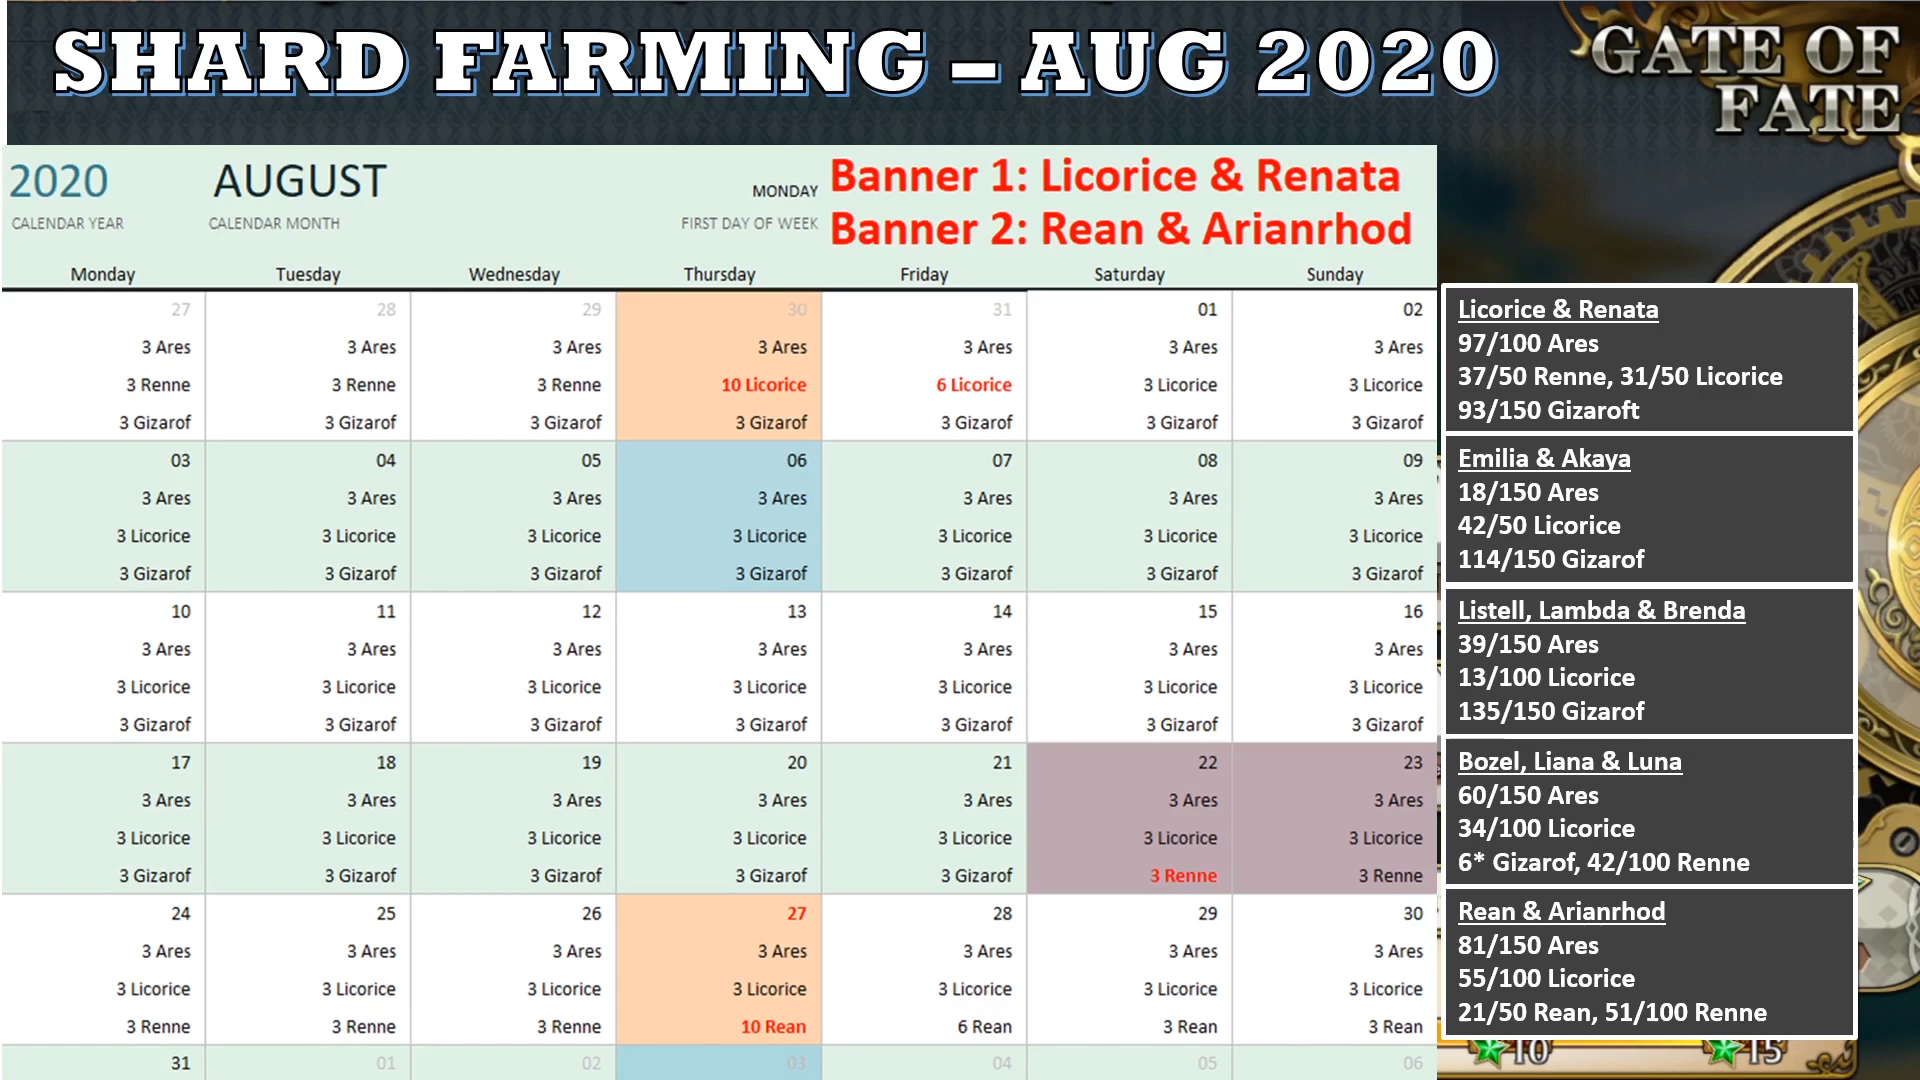 SHARD FARMING – AUG 2020
GATE OF
FATE
2020 AUGUST MONDAY Banner 1: Licorice & Renata
CALENDAR YEAR CALENDAR MONTH FIRST DAY OF WEEK Banner 2: Rean & Arianrhod
Monday Tuesday Wednesday Thursday Friday Saturday Sunday
27 28 29 30 31 01 02
3 Ares 3 Ares 3 Ares 3 Ares 3 Ares 3 Ares 3 Ares
3 Renne 3 Renne 3 Renne 10 Licorice 6 Licorice 3 Licorice 3 Licorice
3 Gizarof 3 Gizarof 3 Gizarof 3 Gizarof 3 Gizarof 3 Gizarof 3 Gizarof
03 04 05 06 07 08 09
3 Ares 3 Ares 3 Ares 3 Ares 3 Ares 3 Ares 3 Ares
3 Licorice 3 Licorice 3 Licorice 3 Licorice 3 Licorice 3 Licorice 3 Licorice
3 Gizarof 3 Gizarof 3 Gizarof 3 Gizarof 3 Gizarof 3 Gizarof 3 Gizarof
10 11 12 13 14 15 16
3 Ares 3 Ares 3 Ares 3 Ares 3 Ares 3 Ares 3 Ares
3 Licorice 3 Licorice 3 Licorice 3 Licorice 3 Licorice 3 Licorice 3 Licorice
3 Gizarof 3 Gizarof 3 Gizarof 3 Gizarof 3 Gizarof 3 Gizarof 3 Gizarof
17 18 19 20 21 22 23
3 Ares 3 Ares 3 Ares 3 Ares 3 Ares 3 Ares 3 Ares
3 Licorice 3 Licorice 3 Licorice 3 Licorice 3 Licorice 3 Licorice 3 Licorice
3 Gizarof 3 Gizarof 3 Gizarof 3 Gizarof 3 Gizarof 3 Renne 3 Renne
24 25 26 27 28 29 30
3 Ares 3 Ares 3 Ares 3 Ares 3 Ares 3 Ares 3 Ares
3 Licorice 3 Licorice 3 Licorice 3 Licorice 3 Licorice 3 Licorice 3 Licorice
3 Renne 3 Renne 3 Renne 10 Rean 6 Rean 3 Rean 3 Rean
31 01 02 03 04 05 06
Licorice & Renata
97/100 Ares
37/50 Renne, 31/50 Licorice
93/150 Gizaroft
Emilia & Akaya
18/150 Ares
42/50 Licorice
114/150 Gizarof
Listell, Lambda & Brenda
39/150 Ares
13/100 Licorice
135/150 Gizarof
Bozel, Liana & Luna
60/150 Ares
34/100 Licorice
6* Gizarof, 42/100 Renne
Rean & Arianrhod
81/150 Ares
55/100 Licorice
21/50 Rean, 51/100 Renne
10 15